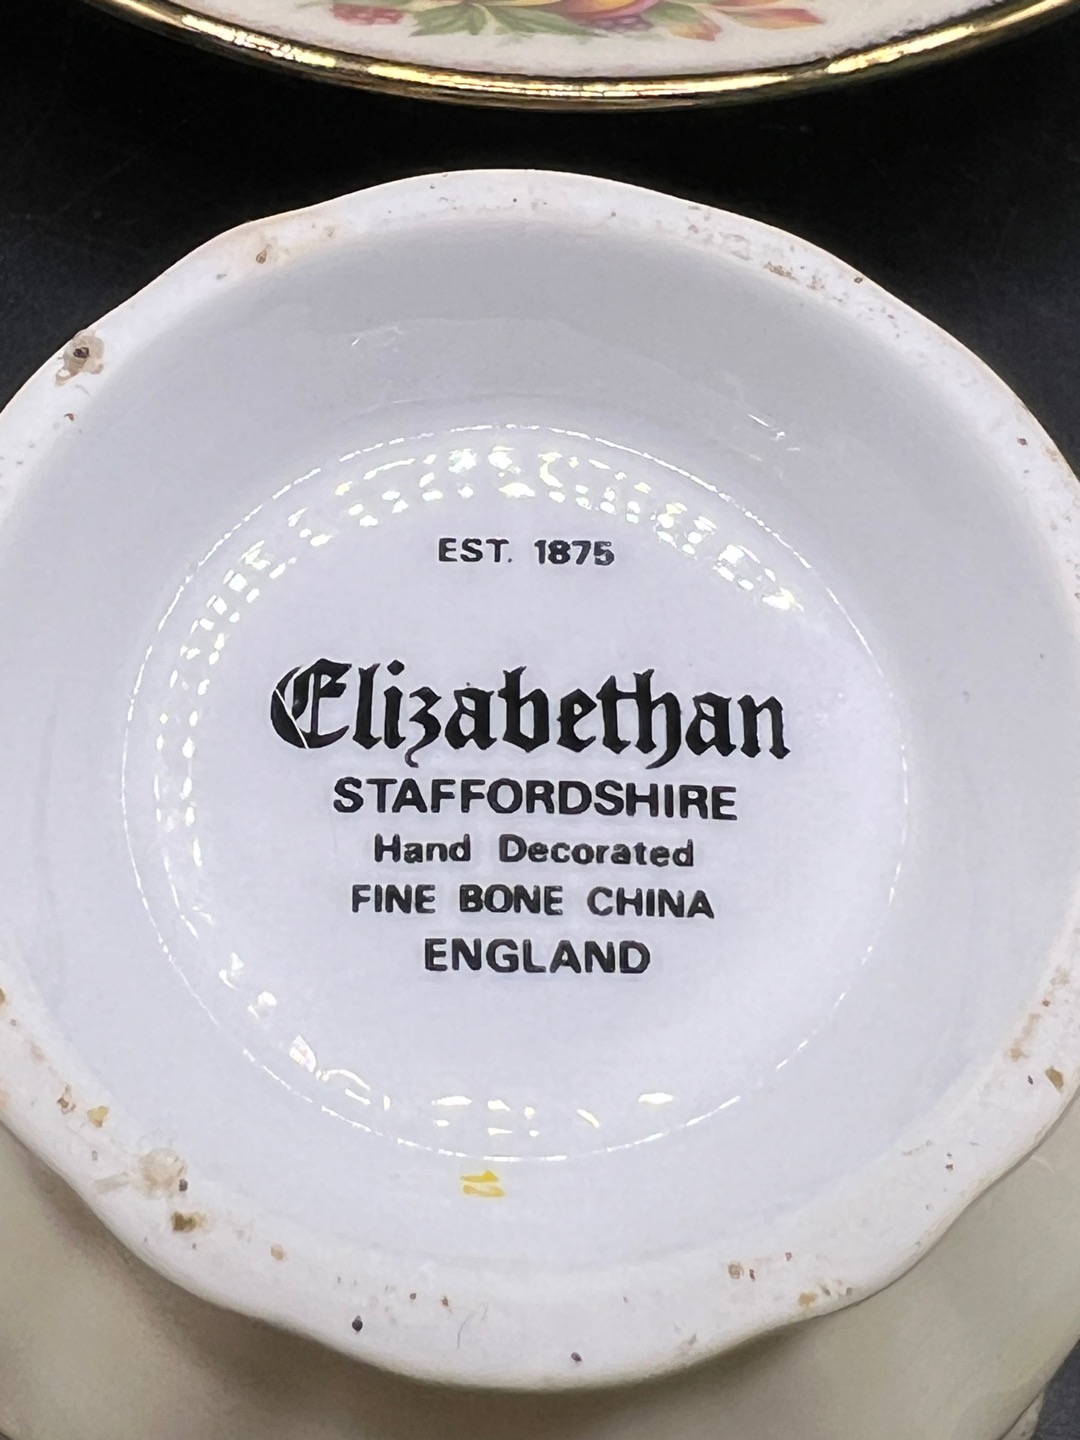 EST. 1875
Elizabethan
STAFFORDSHIRE
Hand Decorated
FINE BONE CHINA
ENGLAND